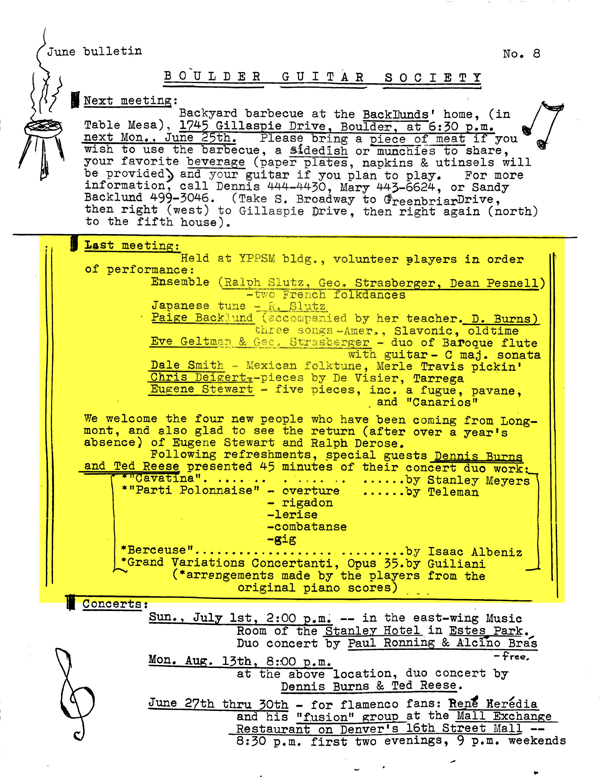 June bulletin
No. 8
BOULDER GUITAR SOCIETY
Next meeting:
Backyard barbecue at the BackDunds' home, (in
Table Mesa), 1745 Gillaspie Drive, Boulder, at 6:30 p.m.
next Mon., June 25th. Please bring a piece of meat if you
wish to use the barbecue, a sidedish or munchies to share,
your favorite beverage (paper plates, napkins & utinsels will
be provided) and your guitar if you plan to play. For more
information, call Dennis 444-4430, Mary 443-6624, or Sandy
Backlund 499-3046. (Take S. Broadway to GreenbriarDrive,
then right (west) to Gillaspie Drive, then right again (north)
to the fifth house).
Last meeting:
Held at YPPSM bldg., volunteer players in order
of performance:
Ensemble (Ralph Slutz, Geo. Strasberger, Dean Pesnell)
-two French folkdances
Japanese tune - R. Slutz
Paige Backlund (accompanied by her teacher. D. Burns)
three songs-Amer., Slavonic, oldtime
Eve Geltman & Geo. Strasberger - duo of Baroque flute
with guitar- C maj. sonata
Dale Smith - Mexican folktune, Merle Travis pickin'
Chris Deigert--pieces by De Visier, Tarrega
Eugene Stewart - five pieces, inc. a fugue, pavane,
and "Canarios"
We welcome the four new people who have been coming from Long-
mont, and also glad to see the return (after over a year's
absence) of Eugene Stewart and Ralph Derose.
Following refreshments, special guests Dennis Burns
and Ted Reese presented 45 minutes of their concert duo work:
*"Cavatina". . . . . . . . . . . ......by Stanley Meyers
*"Parti Polonnaise" - overture ......by Teleman
- rigadon
-lerise
-combatanse
-gig
*Berceuse"................. .........by Isaac Albeniz
*Grand Variations Concertanti, Opus 35.by Guiliani
(*arrengements made by the players from the
original piano scores)
Concerts:
Sun., July 1st, 2:00 p.m. -- in the east-wing Music
Room of the Stanley Hotel in Estes Park.
Duo concert by Paul Ronning & Alcino Bras
-free.
Mon. Aug. 13th, 8:00 p.m.
at the above location, duo concert by
Dennis Burns & Ted Reese.
June 27th thru 30th - for flamenco fans: René Herédia
and his "fusion" group at the Mall Exchange
Restaurant on Denver's 16th Street Mall --
8:30 p.m. first two evenings, 9 p.m. weekends